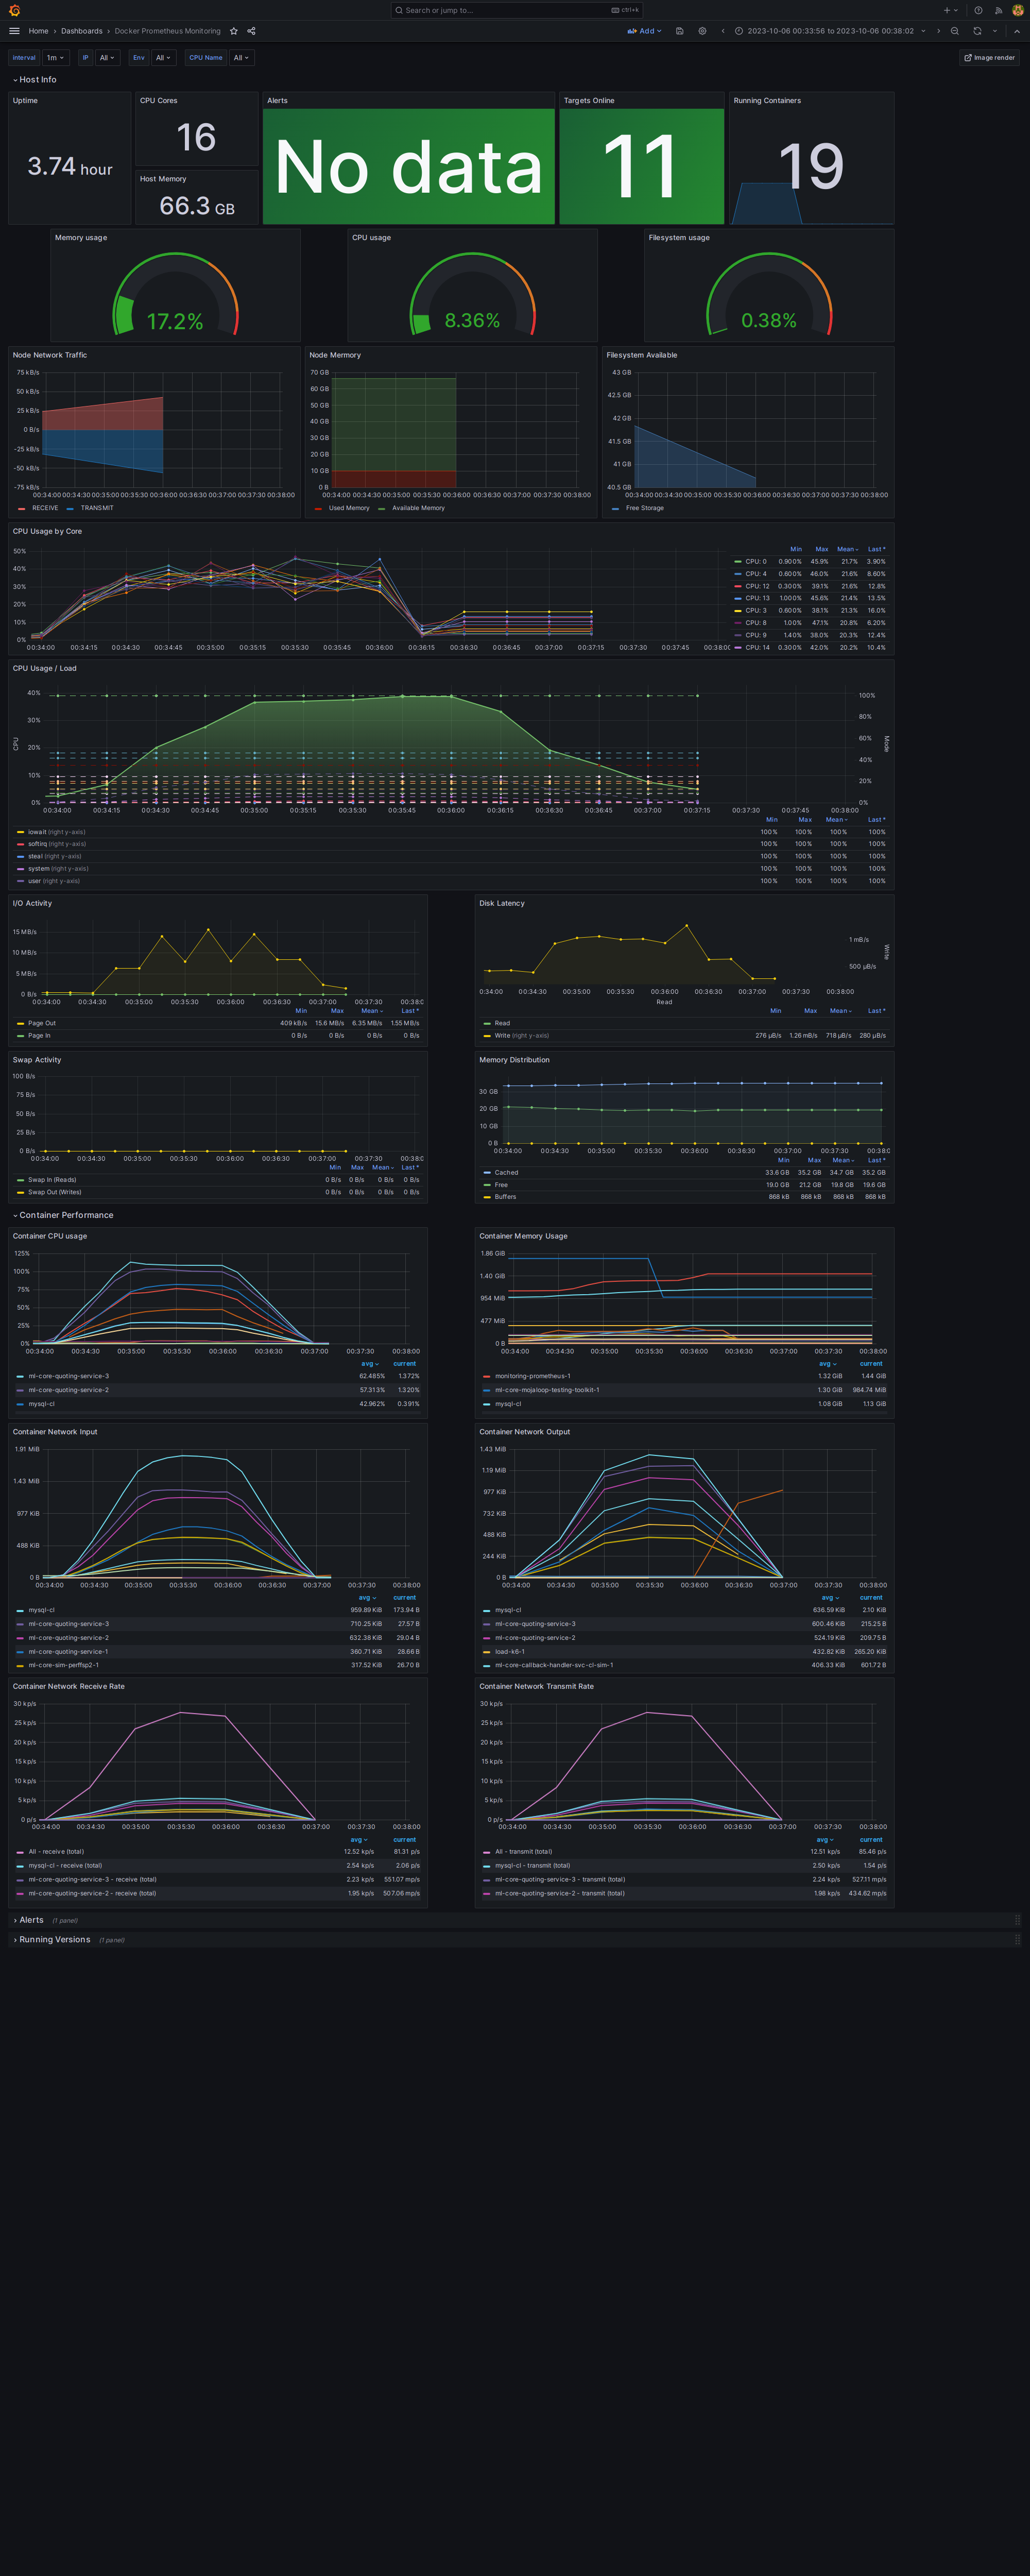 Search or jump to...
ctrl+k
Home › Dashboards › Docker Prometheus Monitoring
Add
2023-10-06 00:33:56 to 2023-10-06 00:38:02
Interval 1m IP All Env All CPU Name All
Image render
Host Info
Uptime
3.74 hour
CPU Cores
16
Host Memory
66.3 GB
Alerts
No data
Targets Online
11
Running Containers
19
Memory usage
17.2%
CPU usage
8.36%
Filesystem usage
0.38%
Node Network Traffic
75 kB/s
50 kB/s
25 kB/s
0 B/s
-25 kB/s
-50 kB/s
-75 kB/s
00:34:00 00:34:30 00:35:00 00:35:30 00:36:00 00:36:30 00:37:00 00:37:30 00:38:00
RECEIVE TRANSMIT
Node Mermory
70 GB
60 GB
50 GB
40 GB
30 GB
20 GB
10 GB
0 B
00:34:00 00:34:30 00:35:00 00:35:30 00:36:00 00:36:30 00:37:00 00:37:30 00:38:00
Used Memory Available Memory
Filesystem Available
43 GB
42.5 GB
42 GB
41.5 GB
41 GB
40.5 GB
00:34:00 00:34:30 00:35:00 00:35:30 00:36:00 00:36:30 00:37:00 00:37:30 00:38:00
Free Storage
CPU Usage by Core
50%
40%
30%
20%
10%
0%
00:34:00 00:34:15 00:34:30 00:34:45 00:35:00 00:35:15 00:35:30 00:35:45 00:36:00 00:36:15 00:36:30 00:36:45 00:37:00 00:37:15 00:37:30 00:37:45 00:38:00
Min Max Mean Last *
CPU: 0 0.900% 45.9% 21.7% 3.90%
CPU: 4 0.600% 46.0% 21.6% 8.60%
CPU: 12 0.300% 39.1% 21.6% 12.8%
CPU: 13 1.000% 45.6% 21.4% 13.5%
CPU: 3 0.600% 38.1% 21.3% 16.0%
CPU: 8 1.00% 47.1% 20.8% 6.20%
CPU: 9 1.40% 38.0% 20.3% 12.4%
CPU: 14 0.300% 42.0% 20.2% 10.4%
CPU Usage / Load
40%
30%
20%
10%
0%
CPU
100%
80%
60%
40%
20%
0%
Mode
00:34:00 00:34:15 00:34:30 00:34:45 00:35:00 00:35:15 00:35:30 00:35:45 00:36:00 00:36:15 00:36:30 00:36:45 00:37:00 00:37:15 00:37:30 00:37:45 00:38:00
Min Max Mean Last *
iowait (right y-axis) 100% 100% 100% 100%
softirq (right y-axis) 100% 100% 100% 100%
steal (right y-axis) 100% 100% 100% 100%
system (right y-axis) 100% 100% 100% 100%
user (right y-axis) 100% 100% 100% 100%
I/O Activity
15 MB/s
10 MB/s
5 MB/s
0 B/s
00:34:00 00:34:30 00:35:00 00:35:30 00:36:00 00:36:30 00:37:00 00:37:30 00:38:0
Min Max Mean Last *
Page Out 409 kB/s 15.6 MB/s 6.35 MB/s 1.55 MB/s
Page In 0 B/s 0 B/s 0 B/s 0 B/s
Disk Latency
1 mB/s
500 µB/s
Write
0:34:00 00:34:30 00:35:00 00:35:30 00:36:00 00:36:30 00:37:00 00:37:30 00:38:00
Read
Min Max Mean Last *
Read
Write (right y-axis) 276 µB/s 1.26 mB/s 718 µB/s 280 µB/s
Swap Activity
100 B/s
75 B/s
50 B/s
25 B/s
0 B/s
00:34:00 00:34:30 00:35:00 00:35:30 00:36:00 00:36:30 00:37:00 00:37:30 00:38:0
Min Max Mean Last *
Swap In (Reads) 0 B/s 0 B/s 0 B/s 0 B/s
Swap Out (Writes) 0 B/s 0 B/s 0 B/s 0 B/s
Memory Distribution
30 GB
20 GB
10 GB
0 B
00:34:00 00:34:30 00:35:00 00:35:30 00:36:00 00:36:30 00:37:00 00:37:30 00:38:0
Min Max Mean Last *
Cached 33.6 GB 35.2 GB 34.7 GB 35.2 GB
Free 19.0 GB 21.2 GB 19.8 GB 19.6 GB
Buffers 868 kB 868 kB 868 kB 868 kB
Container Performance
Container CPU usage
125%
100%
75%
50%
25%
0%
00:34:00 00:34:30 00:35:00 00:35:30 00:36:00 00:36:30 00:37:00 00:37:30 00:38:00
avg current
ml-core-quoting-service-3 62.485% 1.372%
ml-core-quoting-service-2 57.313% 1.320%
mysql-cl 42.962% 0.391%
Container Memory Usage
1.86 GiB
1.40 GiB
954 MiB
477 MiB
0 B
00:34:00 00:34:30 00:35:00 00:35:30 00:36:00 00:36:30 00:37:00 00:37:30 00:38:00
avg current
monitoring-prometheus-1 1.32 GiB 1.44 GiB
ml-core-mojaloop-testing-toolkit-1 1.30 GiB 984.74 MiB
mysql-cl 1.08 GiB 1.13 GiB
Container Network Input
1.91 MiB
1.43 MiB
977 KiB
488 KiB
0 B
00:34:00 00:34:30 00:35:00 00:35:30 00:36:00 00:36:30 00:37:00 00:37:30 00:38:00
avg current
mysql-cl 959.89 KiB 173.94 B
ml-core-quoting-service-3 710.25 KiB 27.57 B
ml-core-quoting-service-2 632.38 KiB 29.04 B
ml-core-quoting-service-1 360.71 KiB 28.66 B
ml-core-sim-perffsp2-1 317.52 KiB 26.70 B
Container Network Output
1.43 MiB
1.19 MiB
977 KiB
732 KiB
488 KiB
244 KiB
0 B
00:34:00 00:34:30 00:35:00 00:35:30 00:36:00 00:36:30 00:37:00 00:37:30 00:38:00
avg current
mysql-cl 636.59 KiB 2.10 KiB
ml-core-quoting-service-3 600.46 KiB 215.25 B
ml-core-quoting-service-2 524.19 KiB 209.75 B
load-k6-1 432.82 KiB 265.20 KiB
ml-core-callback-handler-svc-cl-sim-1 406.33 KiB 601.72 B
Container Network Receive Rate
30 kp/s
25 kp/s
20 kp/s
15 kp/s
10 kp/s
5 kp/s
0 p/s
00:34:00 00:34:30 00:35:00 00:35:30 00:36:00 00:36:30 00:37:00 00:37:30 00:38:00
avg current
All - receive (total) 12.52 kp/s 81.31 p/s
mysql-cl - receive (total) 2.54 kp/s 2.06 p/s
ml-core-quoting-service-3 - receive (total) 2.23 kp/s 551.07 mp/s
ml-core-quoting-service-2 - receive (total) 1.95 kp/s 507.06 mp/s
Container Network Transmit Rate
30 kp/s
25 kp/s
20 kp/s
15 kp/s
10 kp/s
5 kp/s
0 p/s
00:34:00 00:34:30 00:35:00 00:35:30 00:36:00 00:36:30 00:37:00 00:37:30 00:38:00
avg current
All - transmit (total) 12.51 kp/s 85.46 p/s
mysql-cl - transmit (total) 2.50 kp/s 1.54 p/s
ml-core-quoting-service-3 - transmit (total) 2.24 kp/s 527.11 mp/s
ml-core-quoting-service-2 - transmit (total) 1.98 kp/s 434.62 mp/s
Alerts (1 panel)
Running Versions (1 panel)